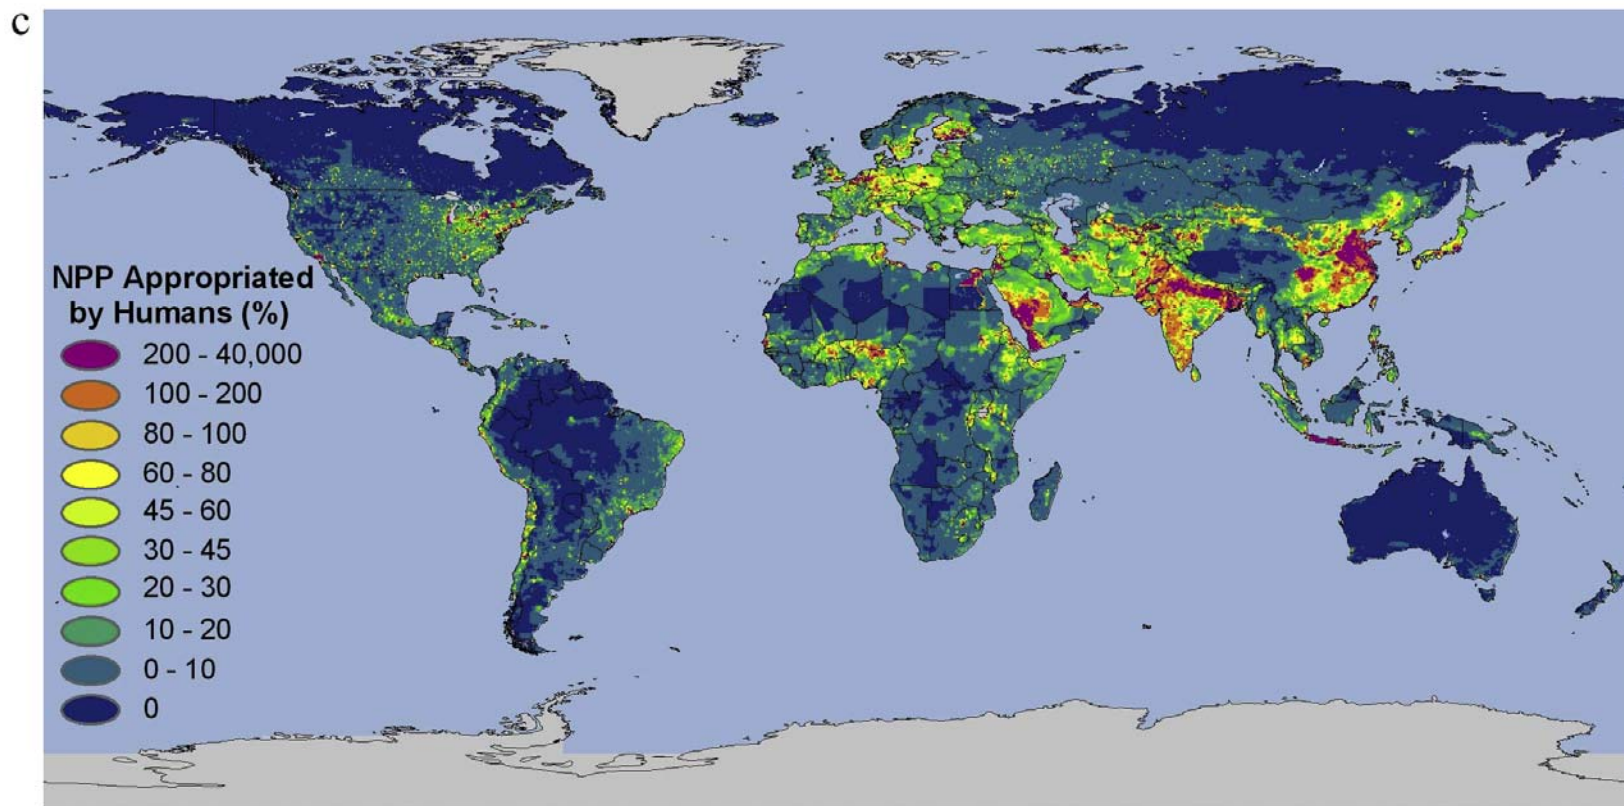 c
NPP Appropriated
by Humans (%)
200 - 40,000
100 - 200
80 - 100
60 - 80
45 - 60
30 - 45
20 - 30
10 - 20
0 - 10
0